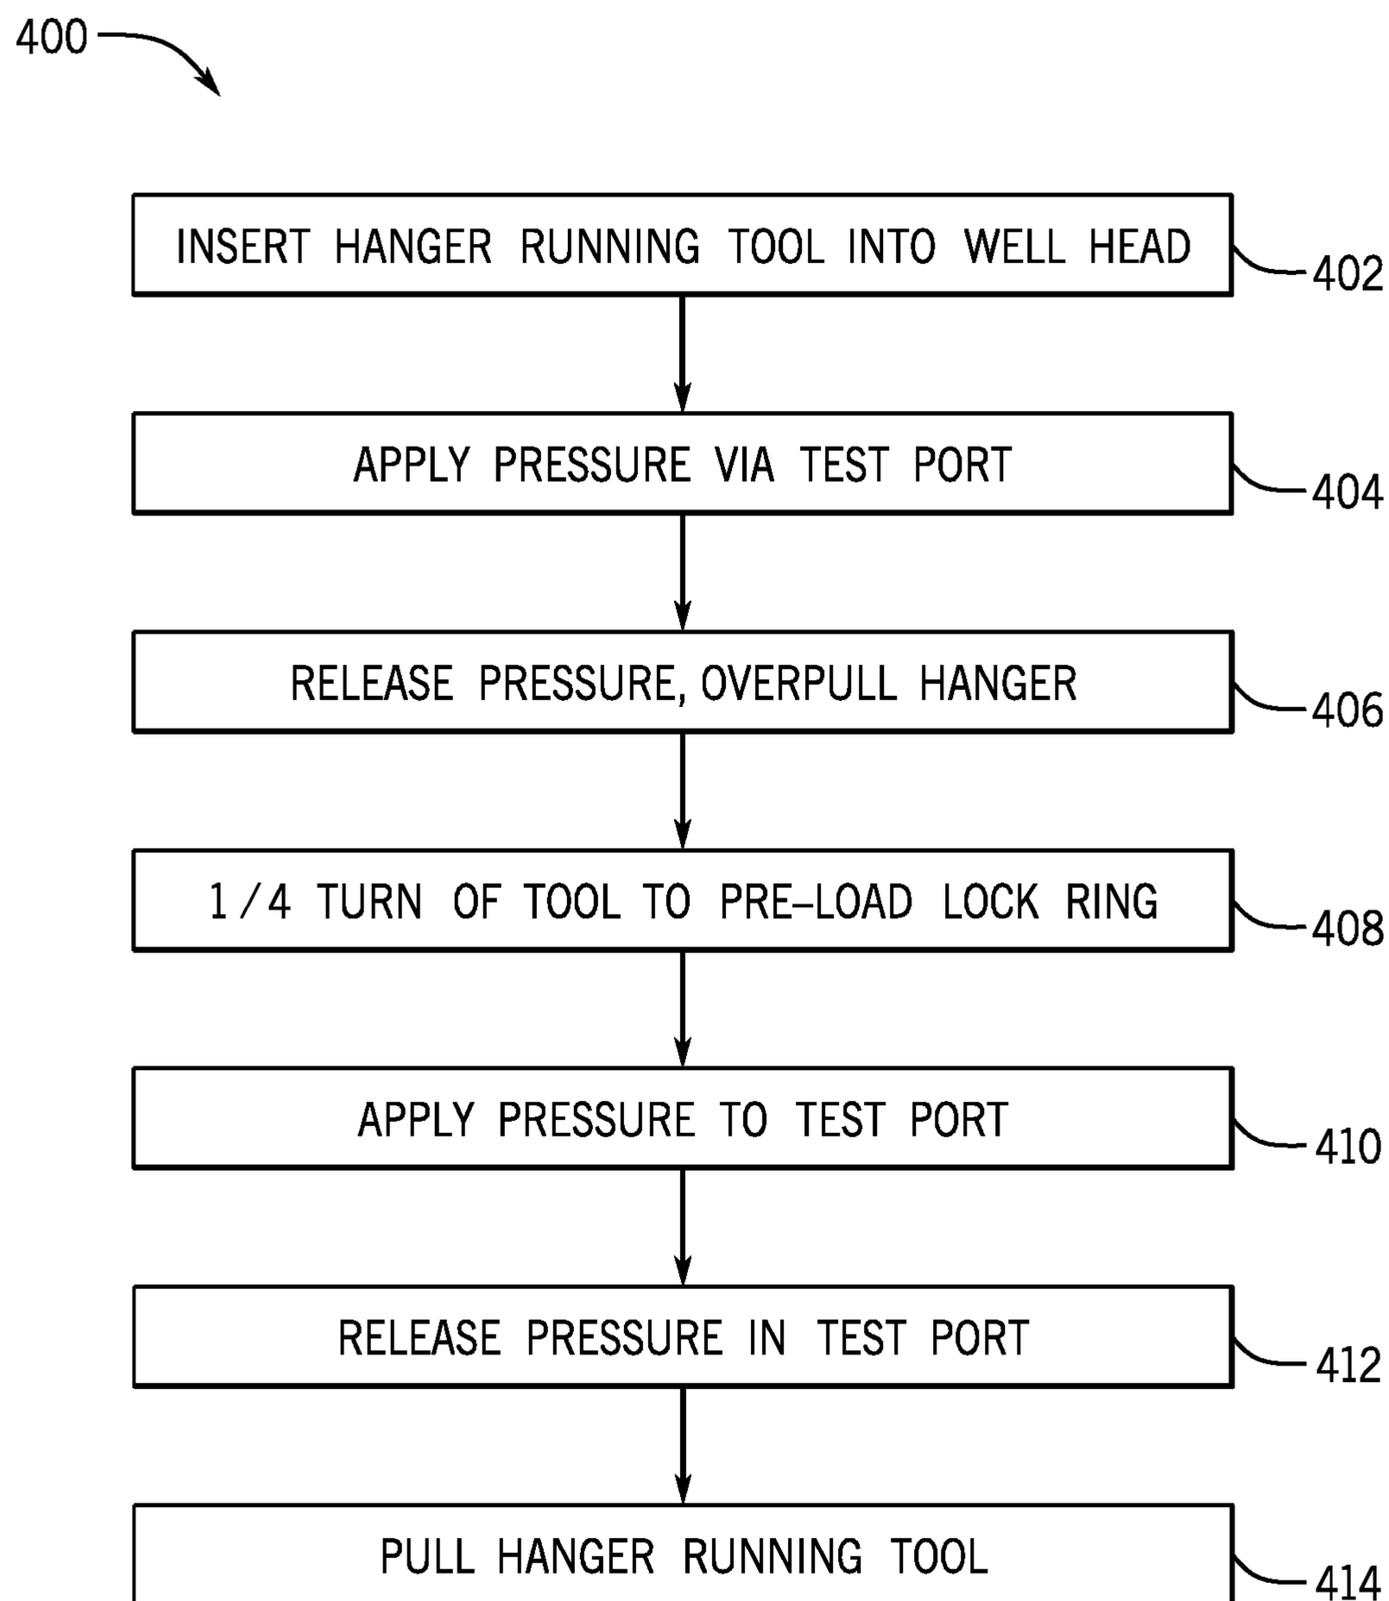 400
INSERT HANGER RUNNING TOOL INTO WELL HEAD
402
APPLY PRESSURE VIA TEST PORT
404
RELEASE PRESSURE, OVERPULL HANGER
406
1/4 TURN OF TOOL TO PRE–LOAD LOCK RING
408
APPLY PRESSURE TO TEST PORT
410
RELEASE PRESSURE IN TEST PORT
412
PULL HANGER RUNNING TOOL
414